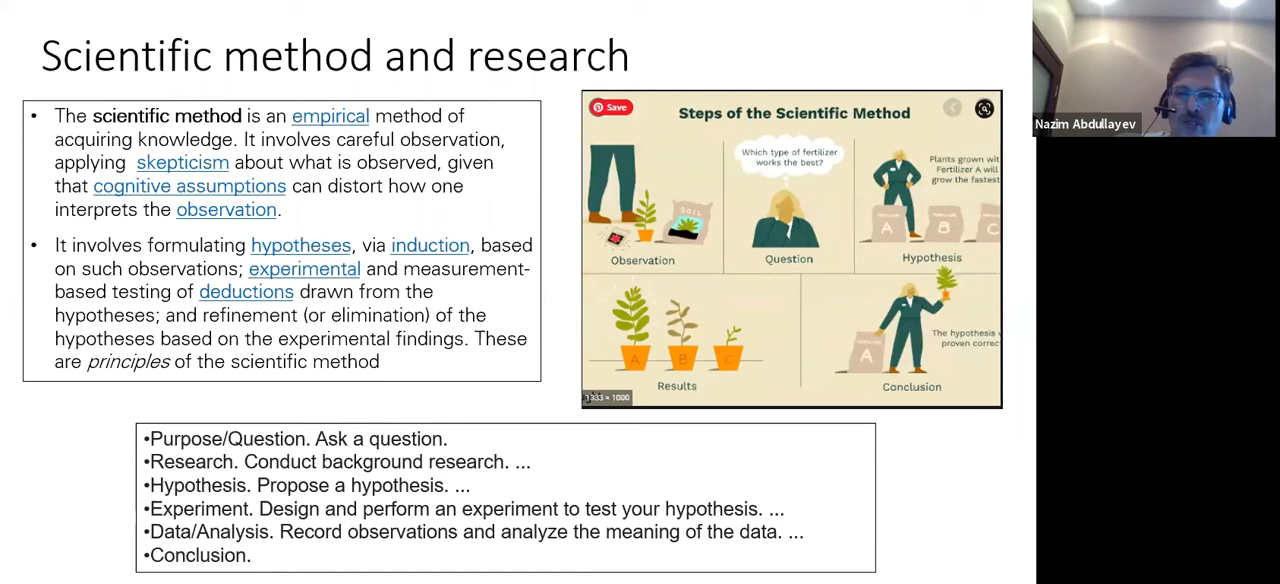 Scientific method and research
• The scientific method is an empirical method of
acquiring knowledge. It involves careful observation,
applying skepticism about what is observed, given
that cognitive assumptions can distort how one
interprets the observation.
• It involves formulating hypotheses, via induction, based
on such observations; experimental and measurement-
based testing of deductions drawn from the
hypotheses; and refinement (or elimination) of the
hypotheses based on the experimental findings. These
are principles of the scientific method
Save
Steps of the Scientific Method
SOIL
Observation
Which type of fertilizer
works the best?
Question
Plants grown wit
Fertilizer A will
grow the fastest
A B C
Hypothesis
A B C
Results
A
The hypothesis
proven correc
Conclusion
1333 × 1000
Nazim Abdullayev
•Purpose/Question. Ask a question.
•Research. Conduct background research. ...
•Hypothesis. Propose a hypothesis. ...
•Experiment. Design and perform an experiment to test your hypothesis. ...
•Data/Analysis. Record observations and analyze the meaning of the data. ...
•Conclusion.